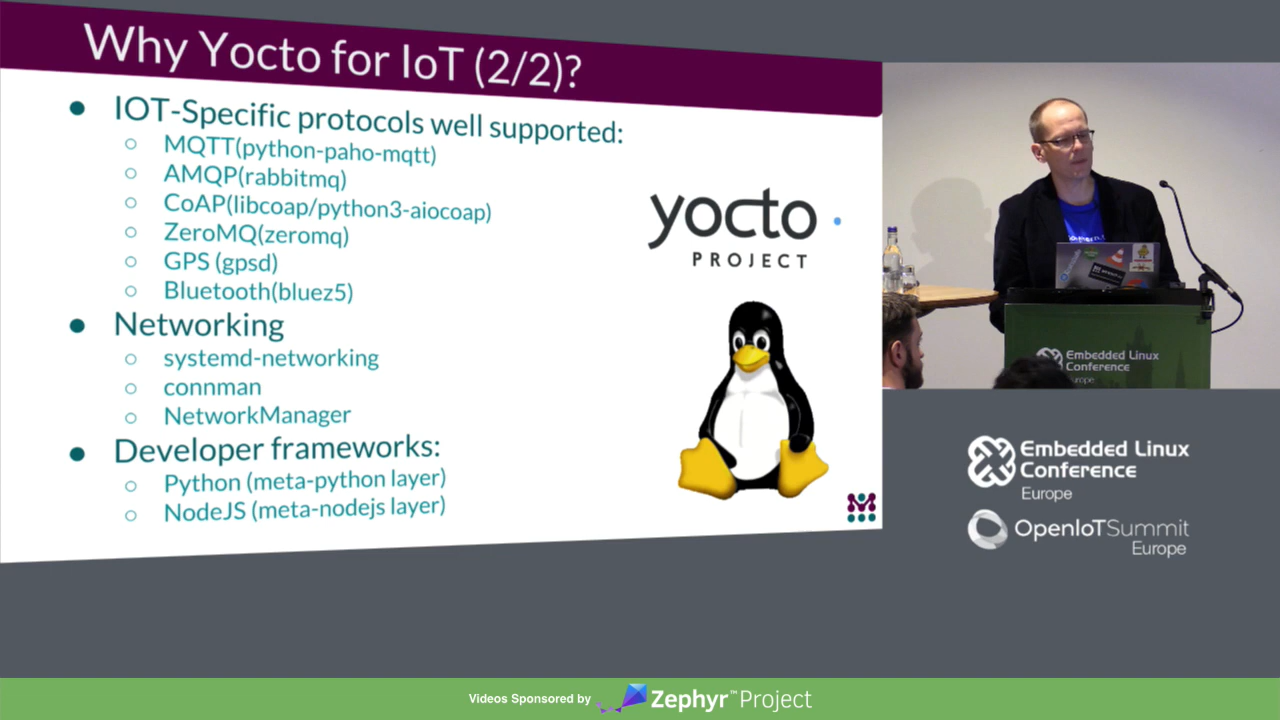 Why Yocto for IoT (2/2)?
IOT-Specific protocols well supported:
MQTT(python-paho-mqtt)
AMQP(rabbitmq)
CoAP(libcoap/python3-aiocoap)
ZeroMQ(zeromq)
GPS (gpsd)
Bluetooth(bluez5)
Networking
systemd-networking
connman
NetworkManager
Developer frameworks:
Python (meta-python layer)
NodeJS (meta-nodejs layer)
yocto
PROJECT
Embedded Linux
Conference
Embedded Linux
Conference
Europe
OpenIoTSummit
Europe
Videos Sponsored by
Zephyr™Project